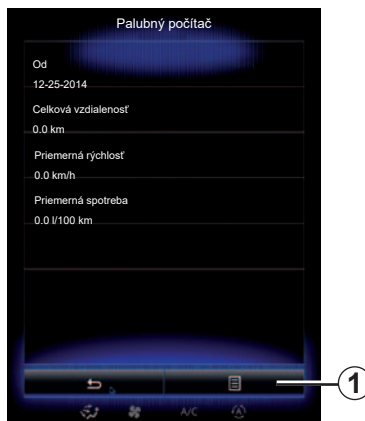 Palubný počítač
Od
12-25-2014
Celková vzdialenosť
0.0 km
Priemerná rýchlosť
0.0 km/h
Priemerná spotreba
0.0 l/100 km
1
A/C